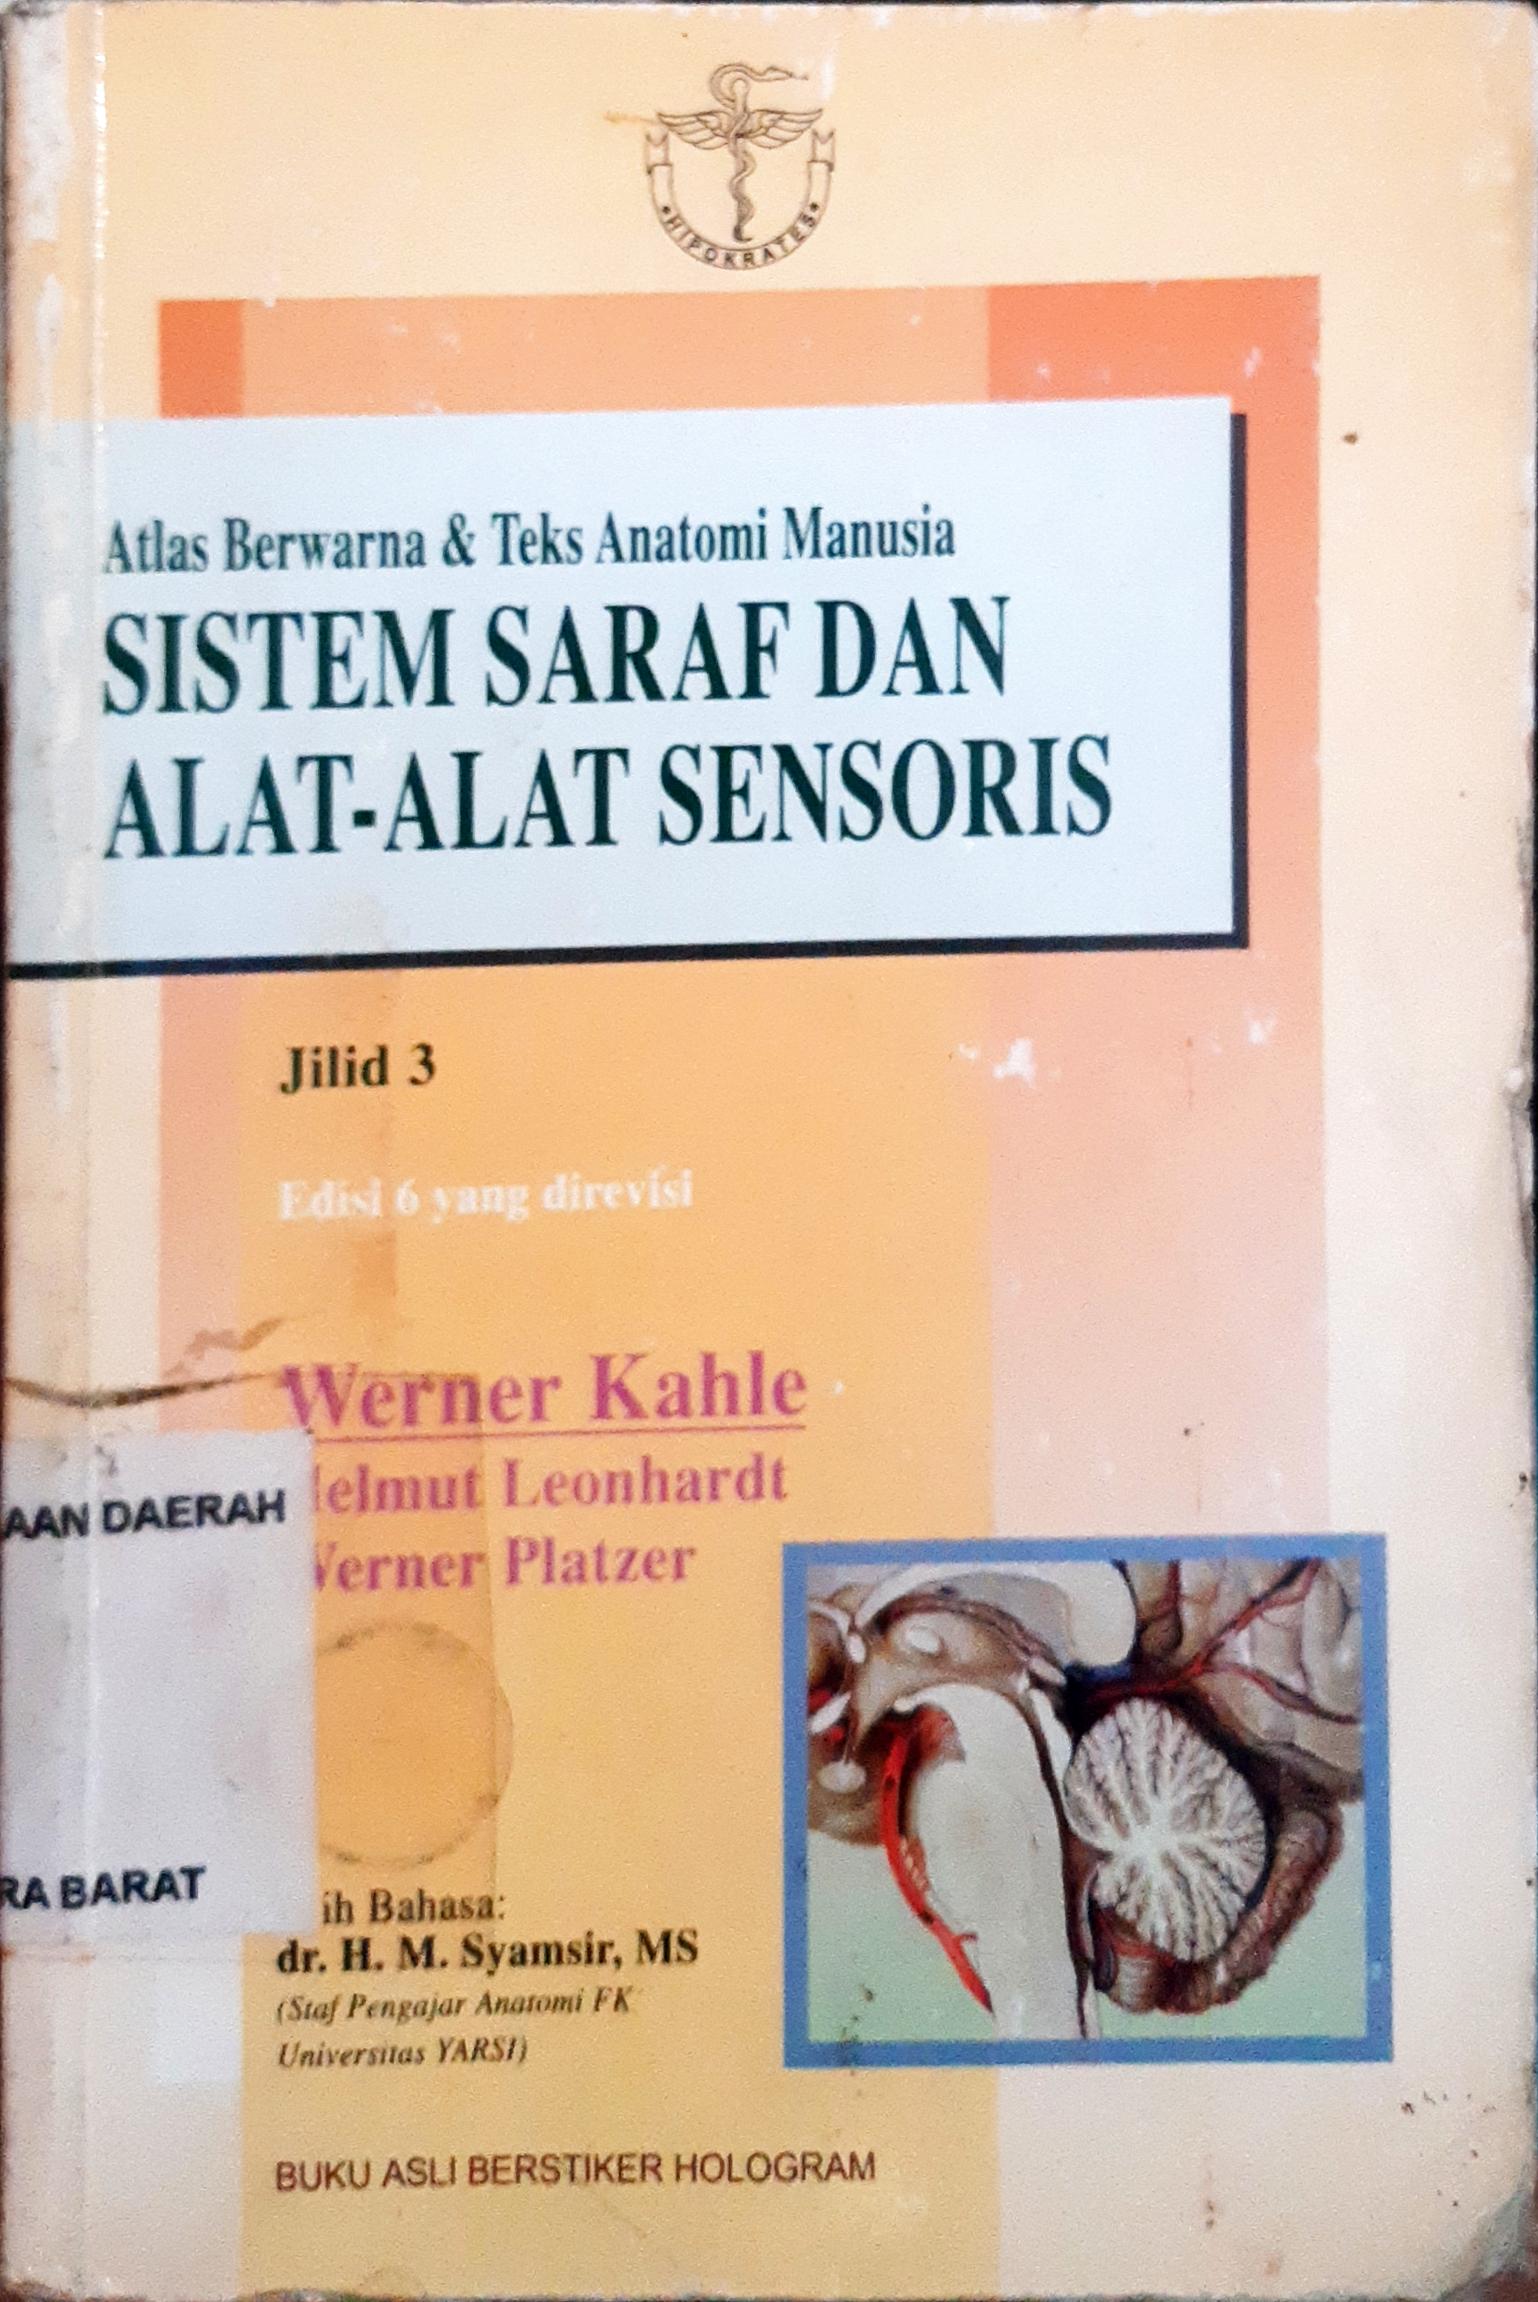 HIPOKRATES
Atlas Berwarna & Teks Anatomi Manusia
SISTEM SARAF DAN
ALAT-ALAT SENSORIS
Jilid 3
Edisi 6 yang direvisi
Werner Kahle
elmut Leonhardt
Werner Platzer
AAN DAERAH
RA BARAT
ih Bahasa:
dr. H. M. Syamsir, MS
(Staf Pengajar Anatomi FK
Universitas YARSI)
BUKU ASLI BERSTIKER HOLOGRAM